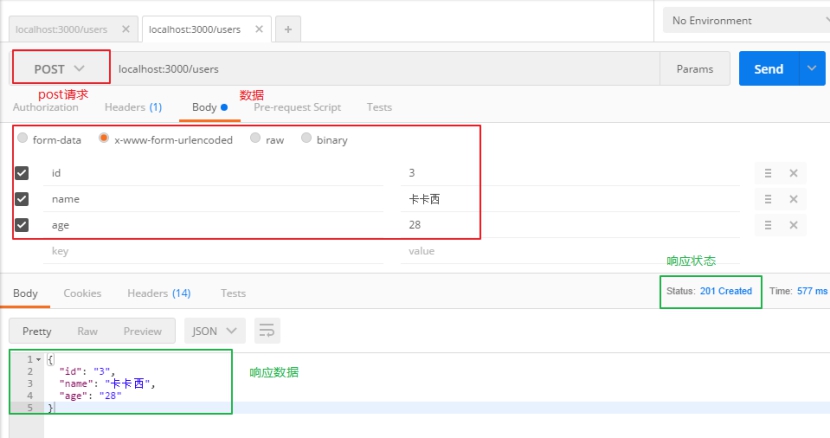 localhost:3000/users × localhost:3000/users × + No Environment
POST localhost:3000/users Params Send
post请求 数据
Authorization Headers (1) Body Pre-request Script Tests
form-data x-www-form-urlencoded raw binary
id 3
name 卡卡西
age 28
key value
响应状态
Body Cookies Headers (14) Tests Status: 201 Created Time: 577 ms
Pretty Raw Preview JSON
1 {
2 "id": "3",
3 "name": "卡卡西",
4 "age": "28"
5 }
响应数据